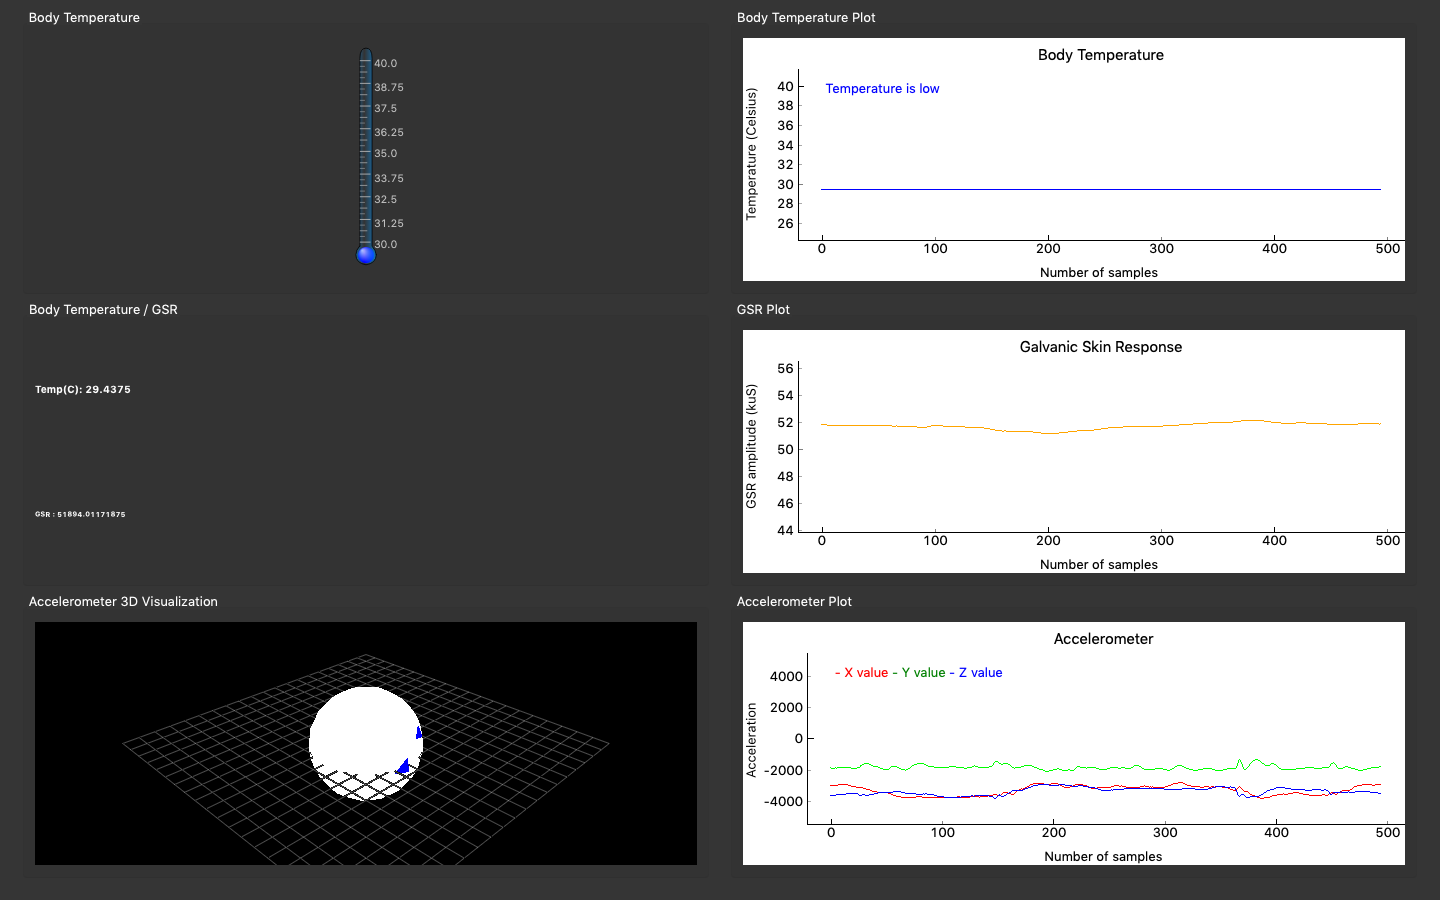 Body Temperature
40.0
38.75
37.5
36.25
35.0
33.75
32.5
31.25
30.0
Body Temperature Plot
Body Temperature
Temperature is low
Temperature (Celsius)
40
38
36
34
32
30
28
26
0 100 200 300 400 500
Number of samples
Body Temperature / GSR
Temp(C): 29.4375
GSR : 51894.01171875
GSR Plot
Galvanic Skin Response
GSR amplitude (kuS)
56
54
52
50
48
46
44
0 100 200 300 400 500
Number of samples
Accelerometer 3D Visualization
Accelerometer Plot
Accelerometer
- X value - Y value - Z value
Acceleration
4000
2000
0
-2000
-4000
0 100 200 300 400 500
Number of samples